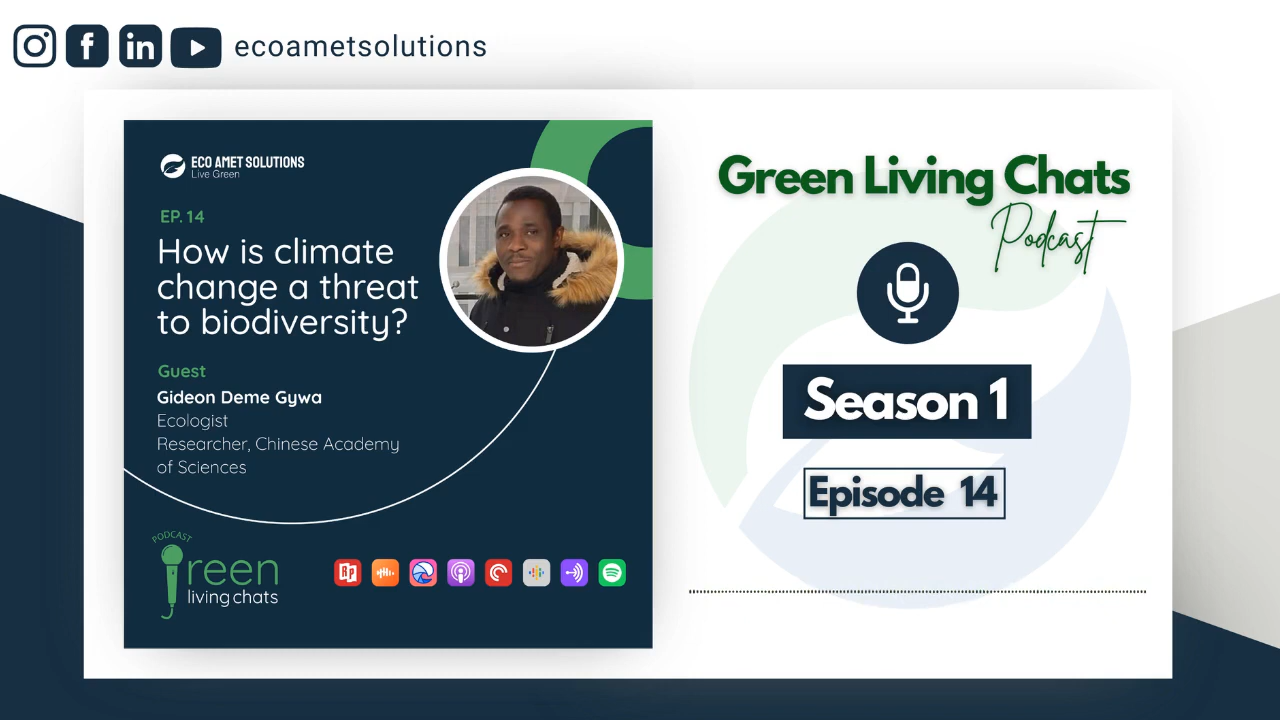 ecoametsolutions
ECO AMET SOLUTIONS
Live Green
EP. 14
How is climate
change a threat
to biodiversity?
Guest
Gideon Deme Gywa
Ecologist
Researcher, Chinese Academy
of Sciences
PODCAST
green
living chats
Green Living Chats
Podcast
Season 1
Episode 14